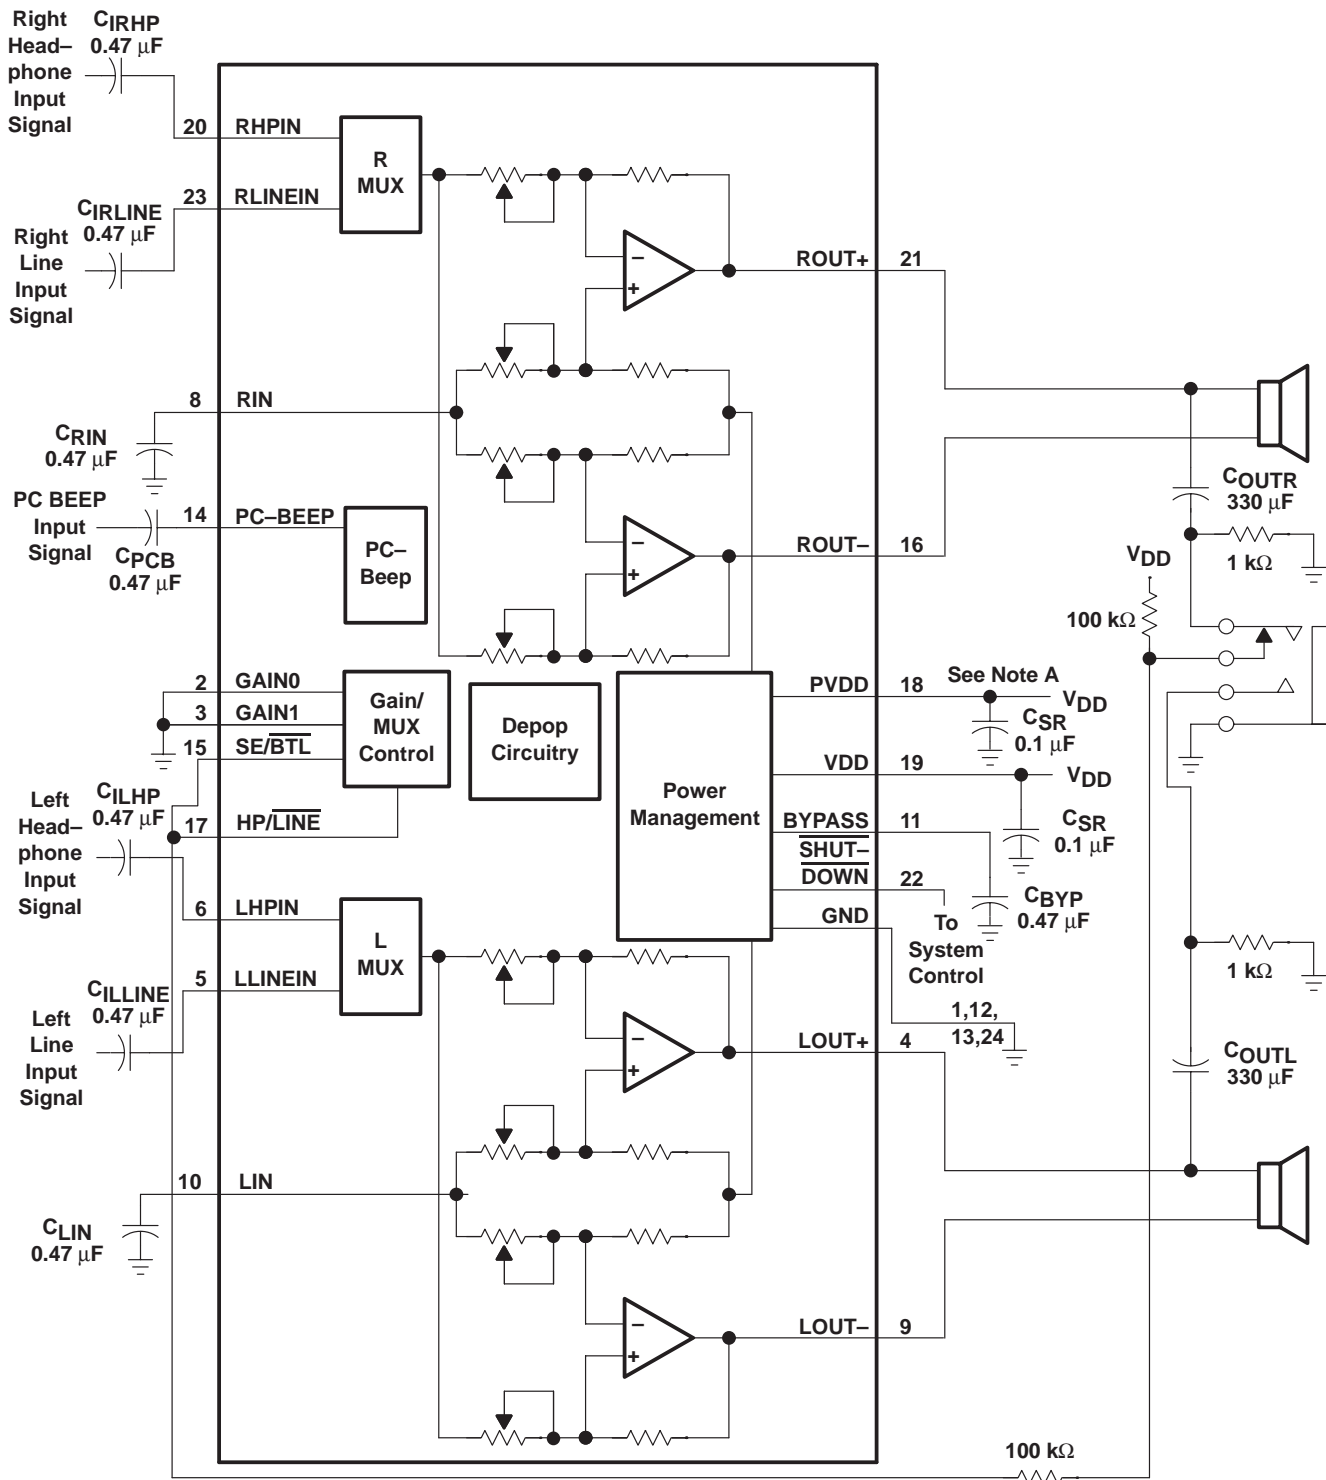 Right
Head–
phone
Input
Signal
CIRHP
0.47 μF
20 RHPIN
R
MUX
CIRLINE
0.47 μF
23 RLINEIN
Right
Line
Input
Signal
–
+
ROUT+ 21
8 RIN
CRIN
0.47 μF
COUTR
330 μF
PC BEEP
Input
Signal
14 PC–BEEP
CPCB
0.47 μF
PC–
Beep
–
+
ROUT– 16
VDD
1 kΩ
100 kΩ
2 GAIN0
3 GAIN1
15 SE/BTL
Gain/
MUX
Control
Depop
Circuitry
Power
Management
PVDD 18
See Note A
VDD
CSR
0.1 μF
VDD 19
VDD
CSR
0.1 μF
Left
Head–
phone
Input
Signal
CILHP
0.47 μF
17 HP/LINE
BYPASS 11
SHUT–
DOWN 22
CBYP
0.47 μF
To
System
Control
GND
1,12,
13,24
6 LHPIN
L
MUX
1 kΩ
CILLINE
0.47 μF
5 LLINEIN
Left
Line
Input
Signal
–
+
LOUT+ 4
COUTL
330 μF
10 LIN
CLIN
0.47 μF
–
+
LOUT– 9
100 kΩ